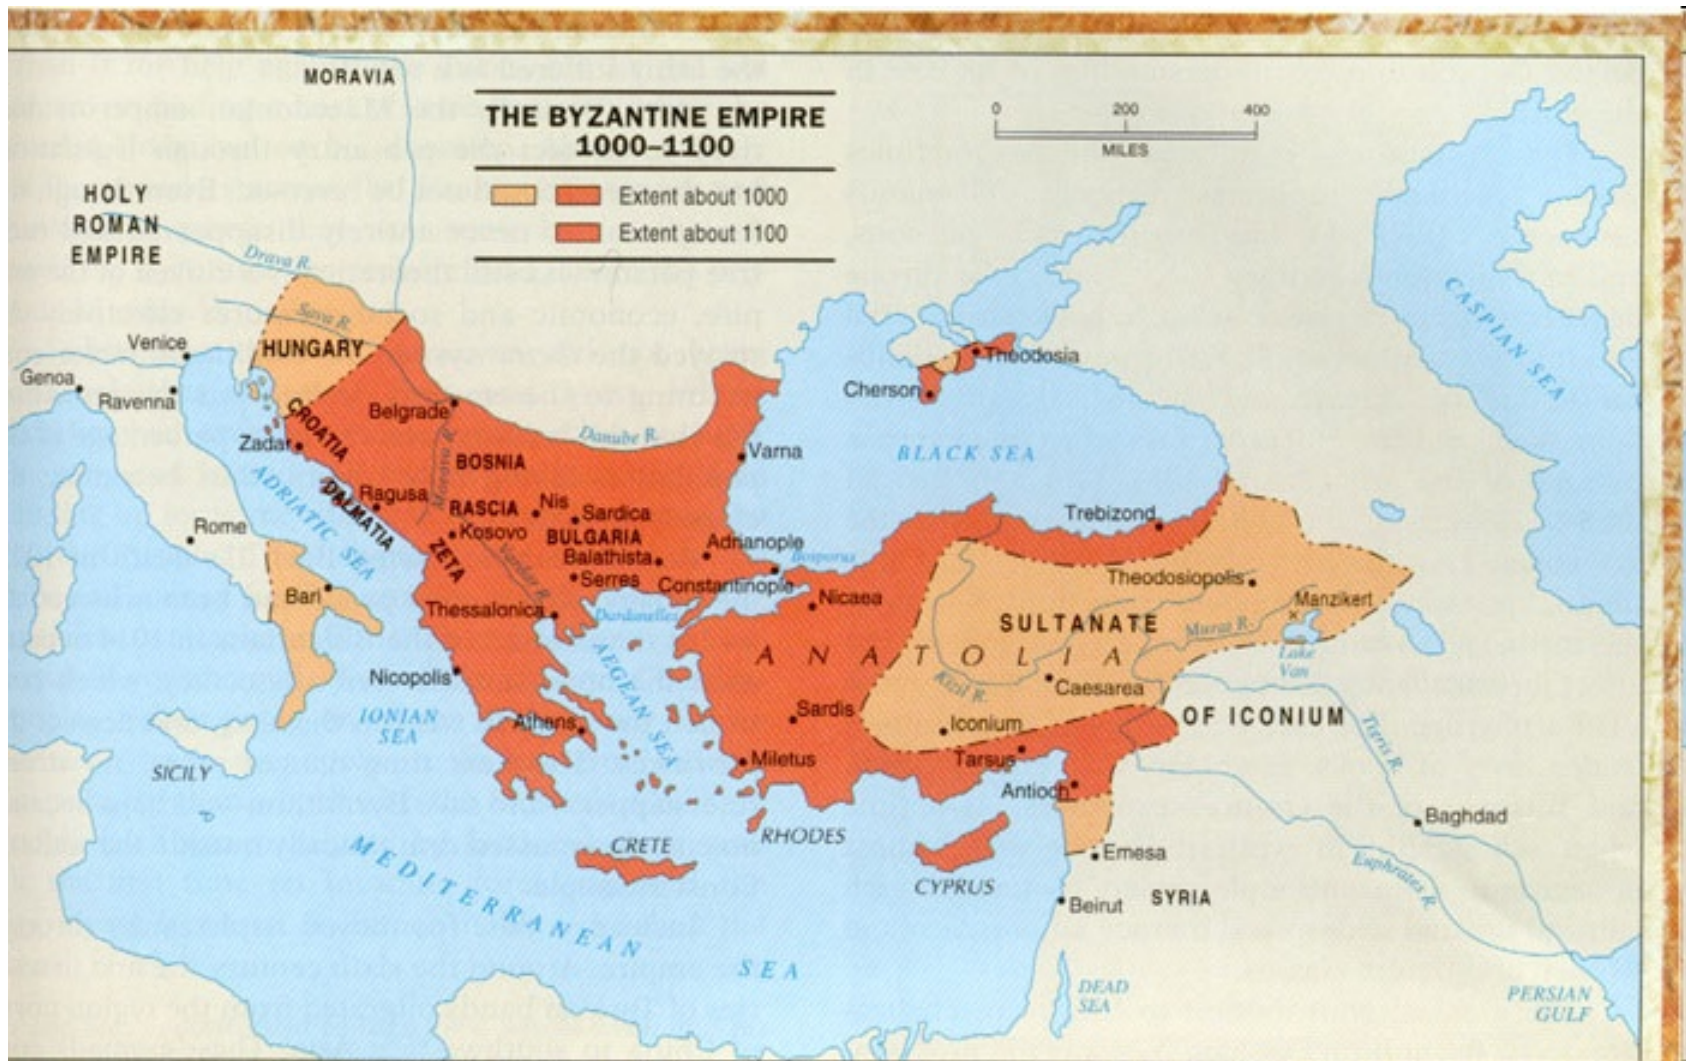 MORAVIA
THE BYZANTINE EMPIRE
1000–1100
Extent about 1000
Extent about 1100
0 200 400
MILES
HOLY
ROMAN
EMPIRE
Drava R.
Sava R.
HUNGARY
Venice
Genoa
Ravenna
CROATIA
Belgrade
Zadar
Danube R.
Morava R.
BOSNIA
Varna
Theodosia
Cherson
BLACK SEA
CASPIAN SEA
ADRIATIC SEA
DALMATIA
Ragusa
RASCIA
Nis
Sardica
Kosovo
BULGARIA
Rome
ZETA
Vardar R.
Balathista
Adrianople
Bosporus
Trebizond
Bari
Serres
Constantinople
Nicaea
Theodosiopolis
Manzikert
Thessalonica
Dardanelles
SULTANATE
Murat R.
ANATOLIA
Lake
Van
Nicopolis
AEGEAN SEA
Kizil R.
Caesarea
IONIAN
SEA
Athens
Sardis
Iconium
OF ICONIUM
Tigris R.
SICILY
Miletus
Tarsus
Antioch
RHODES
CRETE
Baghdad
MEDITERRANEAN
SEA
CYPRUS
Emesa
Euphrates R.
Beirut
SYRIA
DEAD
SEA
PERSIAN
GULF